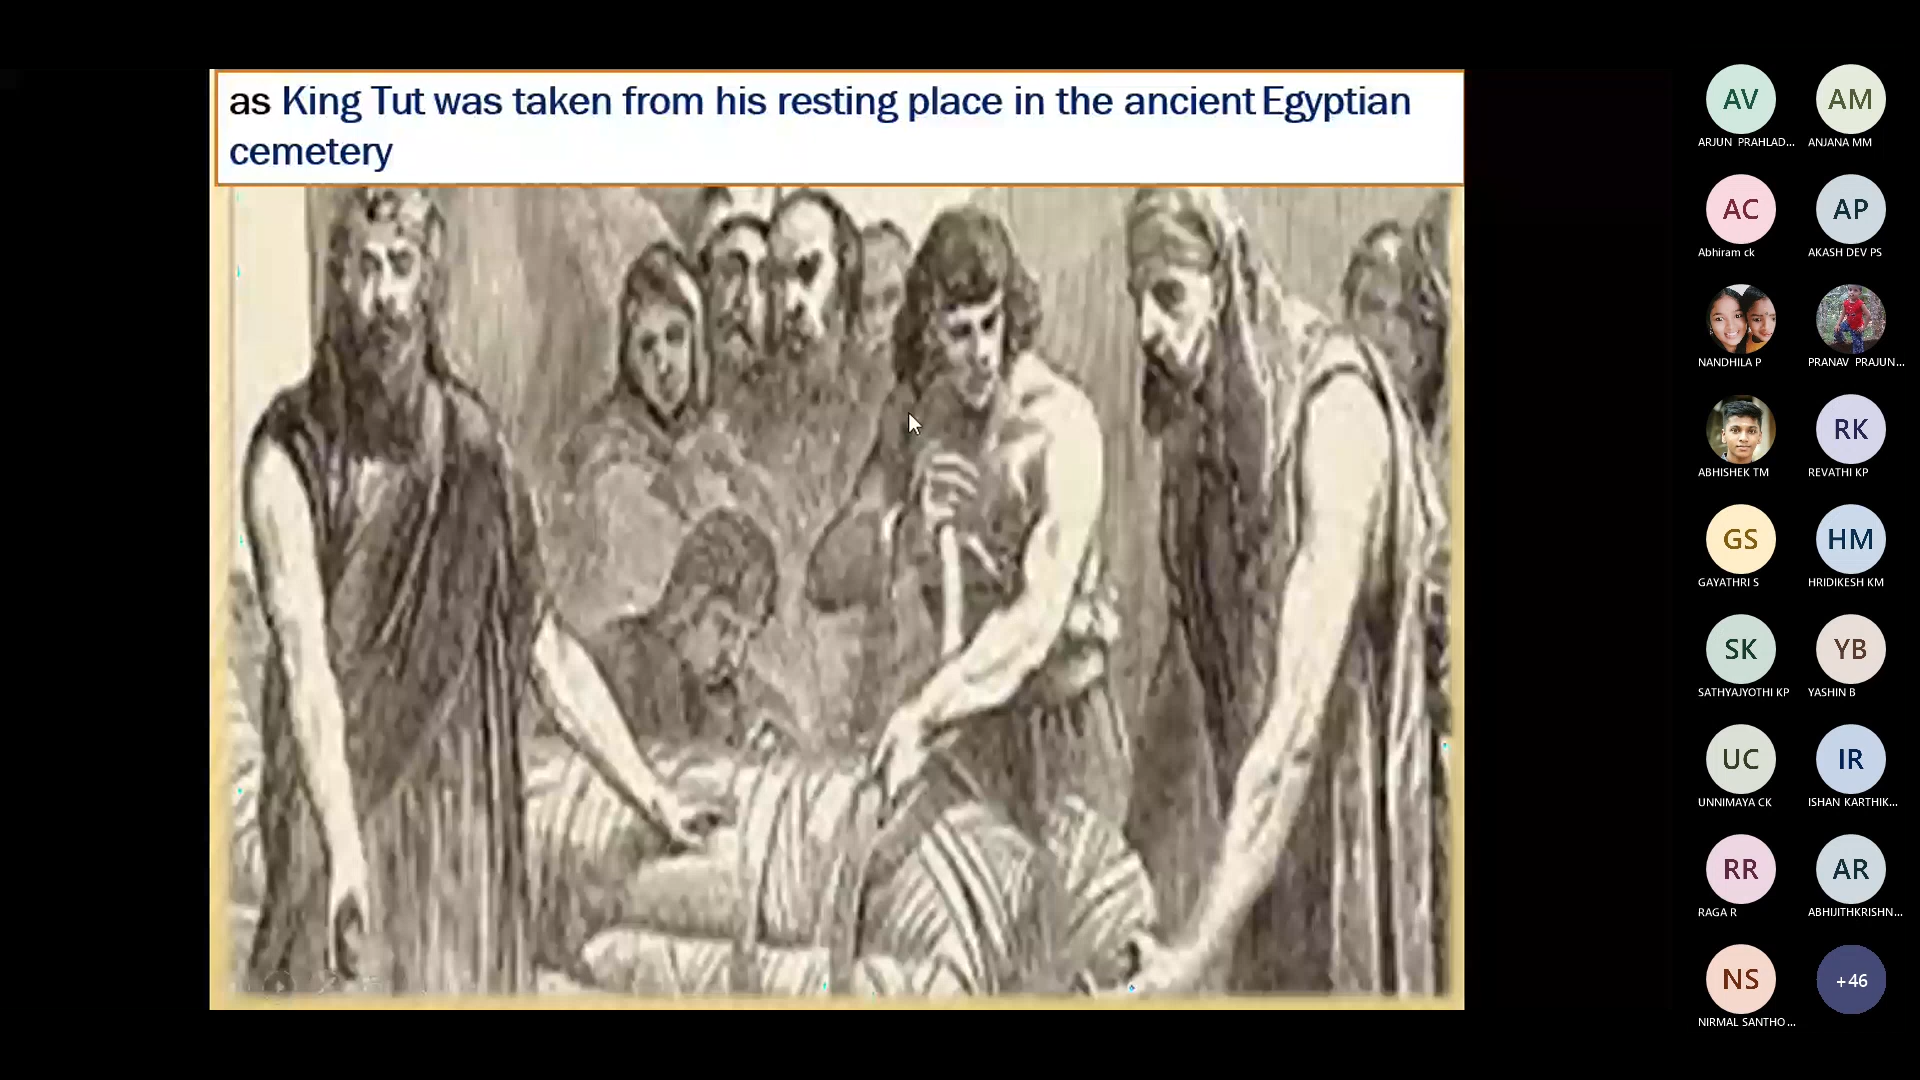 as King Tut was taken from his resting place in the ancient Egyptian
cemetery
AV
ARJUN PRAHLAD...
AM
ANJANA MM
AC
Abhiram ck
AP
AKASH DEV PS
NANDHILA P
PRANAV PRAJUN...
ABHISHEK TM
RK
REVATHI KP
GS
GAYATHRI S
HM
HRIDIKESH KM
SK
SATHYAJYOTHI KP
YB
YASHIN B
UC
UNNIMAYA CK
IR
ISHAN KARTHIK...
RR
RAGA R
AR
ABHIJITHKRISHN...
NS
NIRMAL SANTHO...
+46